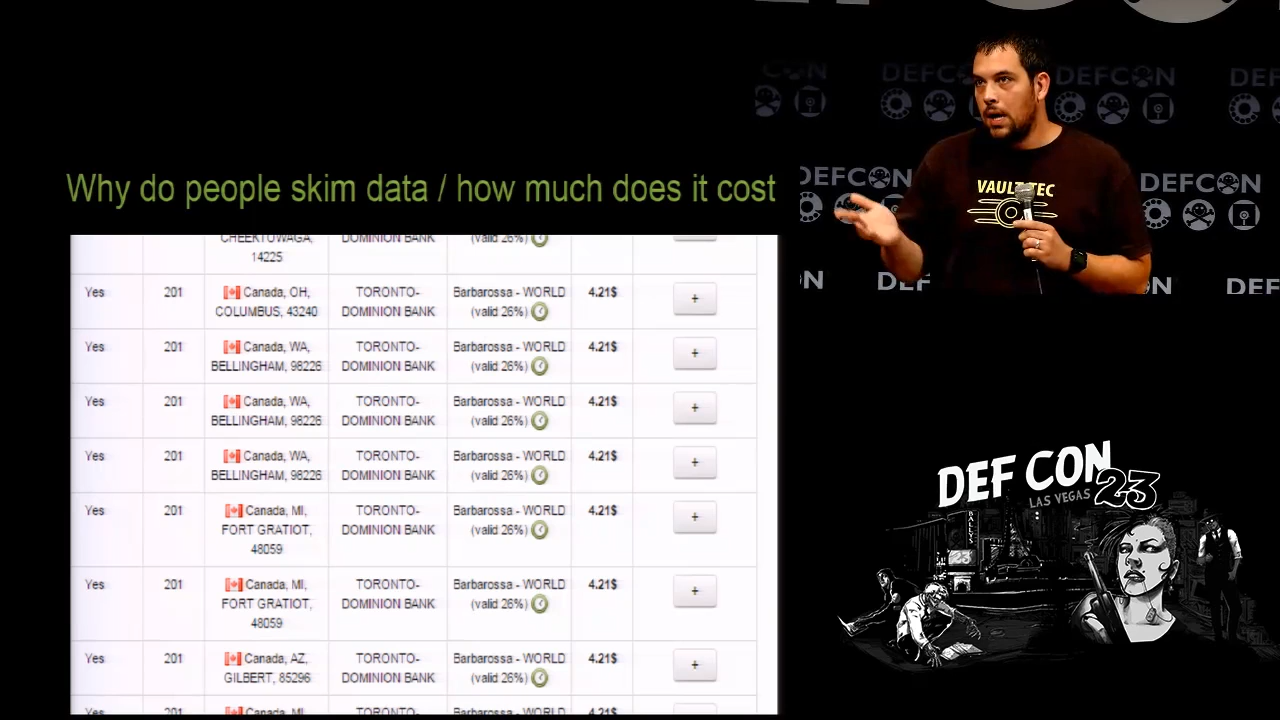 DEFCON
DEFCON
DEF
DEFCON
DEFCON
DEF
DEF
VAULT-TEC
Why do people skim data / how much does it cost
CHEEKTOWAGA, 14225
DOMINION BANK
(valid 26%)
Yes 201 Canada, OH, COLUMBUS, 43240 TORONTO-DOMINION BANK Barbarossa - WORLD (valid 26%) 4.21$ +
Yes 201 Canada, WA, BELLINGHAM, 98226 TORONTO-DOMINION BANK Barbarossa - WORLD (valid 26%) 4.21$ +
Yes 201 Canada, WA, BELLINGHAM, 98226 TORONTO-DOMINION BANK Barbarossa - WORLD (valid 26%) 4.21$ +
Yes 201 Canada, WA, BELLINGHAM, 98226 TORONTO-DOMINION BANK Barbarossa - WORLD (valid 26%) 4.21$ +
Yes 201 Canada, MI, FORT GRATIOT, 48059 TORONTO-DOMINION BANK Barbarossa - WORLD (valid 26%) 4.21$ +
Yes 201 Canada, MI, FORT GRATIOT, 48059 TORONTO-DOMINION BANK Barbarossa - WORLD (valid 26%) 4.21$ +
Yes 201 Canada, AZ, GILBERT, 85296 TORONTO-DOMINION BANK Barbarossa - WORLD (valid 26%) 4.21$ +
Yes 201 Canada, MI, TORONTO- Barbarossa - WORLD 4.21$
DEF CON 23
LAS VEGAS
BALLYS
23